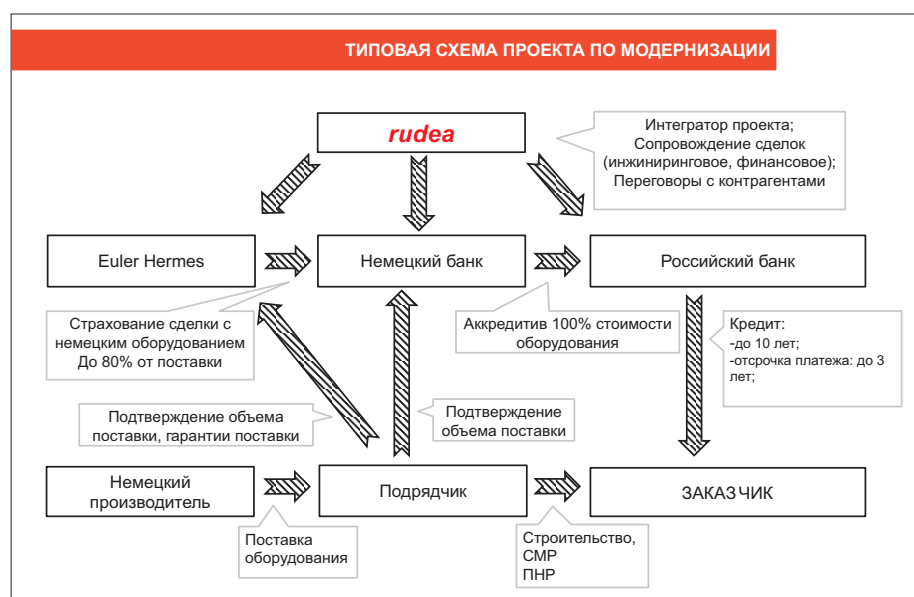 ТИПОВАЯ СХЕМА ПРОЕКТА ПО МОДЕРНИЗАЦИИ
rudea
Интегратор проекта;
Сопровождение сделок
(инжиниринговое, финансовое);
Переговоры с контрагентами
Euler Hermes
Немецкий банк
Российский банк
Страхование сделки с
немецким оборудованием
До 80% от поставки
Аккредитив 100% стоимости
оборудования
Кредит:
-до 10 лет;
-отсрочка платежа: до 3
лет;
Подтверждение объема
поставки, гарантии поставки
Подтверждение
объема поставки
Немецкий
производитель
Подрядчик
ЗАКАЗЧИК
Поставка
оборудования
Строительство,
СМР
ПНР